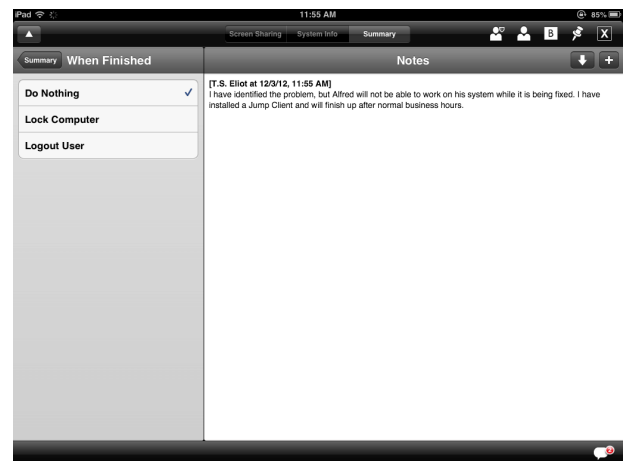 iPad 11:55 AM 85%
Screen Sharing System Info Summary B X
Summary When Finished Notes
Do Nothing
Lock Computer
Logout User
[T.S. Eliot at 12/3/12, 11:55 AM]
I have identified the problem, but Alfred will not be able to work on his system while it is being fixed. I have
installed a Jump Client and will finish up after normal business hours.